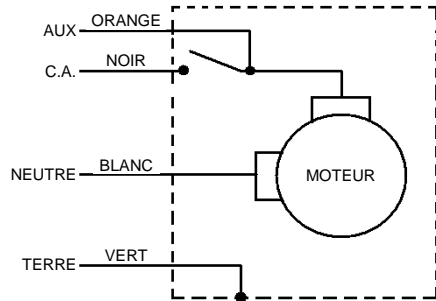 AUX ORANGE
C.A. NOIR
NEUTRE BLANC
MOTEUR
TERRE VERT